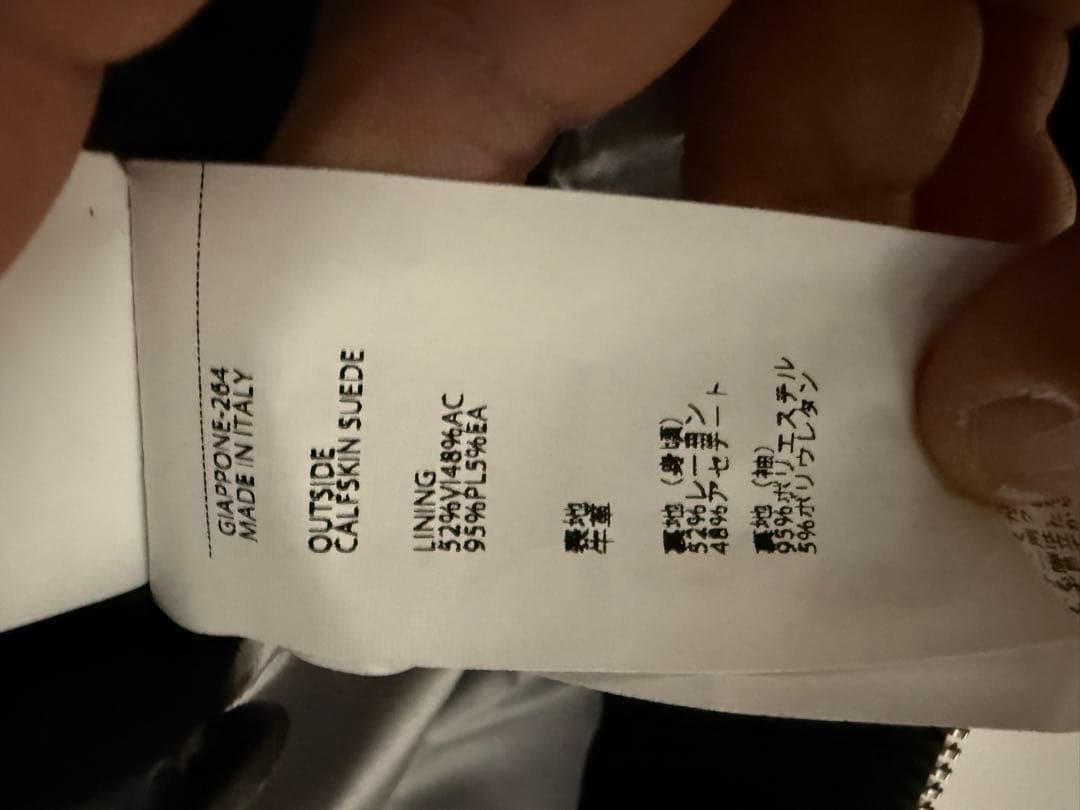 GIAPPONE-264
MADE IN ITALY
OUTSIDE
CALFSKIN SUEDE
LINING
52%VI48%AC
95%PL5%EA
表地
牛革
裏地（身頃）
52%レーヨン
48%アセテート
裏地（袖）
95%ポリエステル
5%ポリウレタン